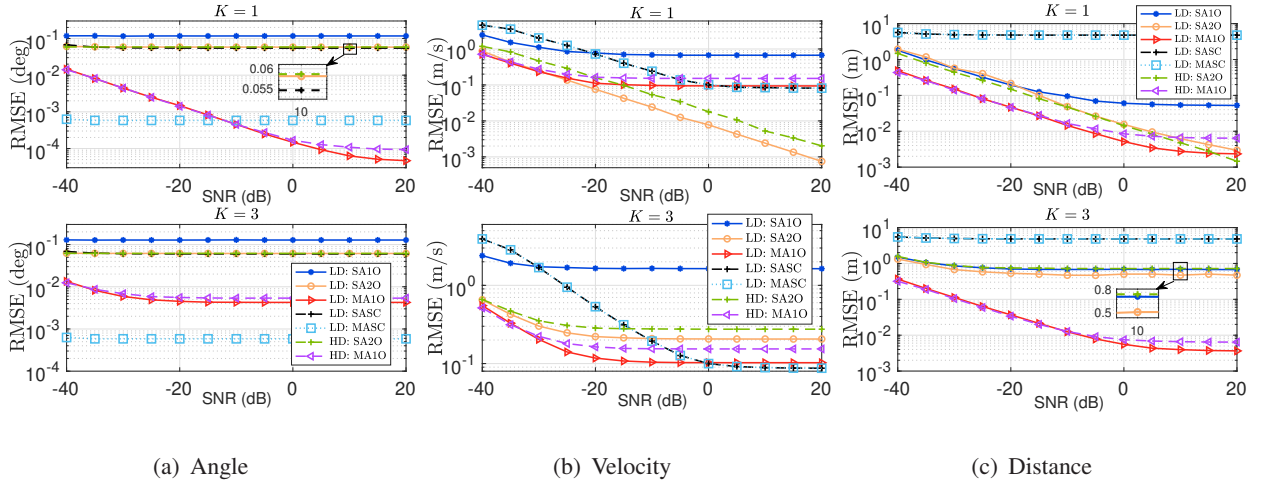 K = 1
RMSE (deg)
10^-1
10^-2
10^-3
10^-4
0.06
0.055
10
-40 -20 0 20
SNR (dB)
K = 1
RMSE (m/s)
10^0
10^-1
10^-2
10^-3
-40 -20 0 20
SNR (dB)
K = 1
RMSE (m)
10^1
10^0
10^-1
10^-2
10^-3
LD: SA1O
LD: SA2O
LD: MA1O
LD: SASC
LD: MASC
HD: SA2O
HD: MA1O
-40 -20 0 20
SNR (dB)
K = 3
RMSE (deg)
10^-1
10^-2
10^-3
10^-4
LD: SA1O
LD: SA2O
LD: MA1O
LD: SASC
LD: MASC
HD: SA2O
HD: MA1O
-40 -20 0 20
SNR (dB)
K = 3
RMSE (m/s)
10^0
10^-1
LD: SA1O
LD: SA2O
LD: MA1O
LD: SASC
LD: MASC
HD: SA2O
HD: MA1O
-40 -20 0 20
SNR (dB)
K = 3
RMSE (m)
10^1
10^0
10^-1
10^-2
10^-3
0.8
0.5
10
-40 -20 0 20
SNR (dB)
(a) Angle
(b) Velocity
(c) Distance